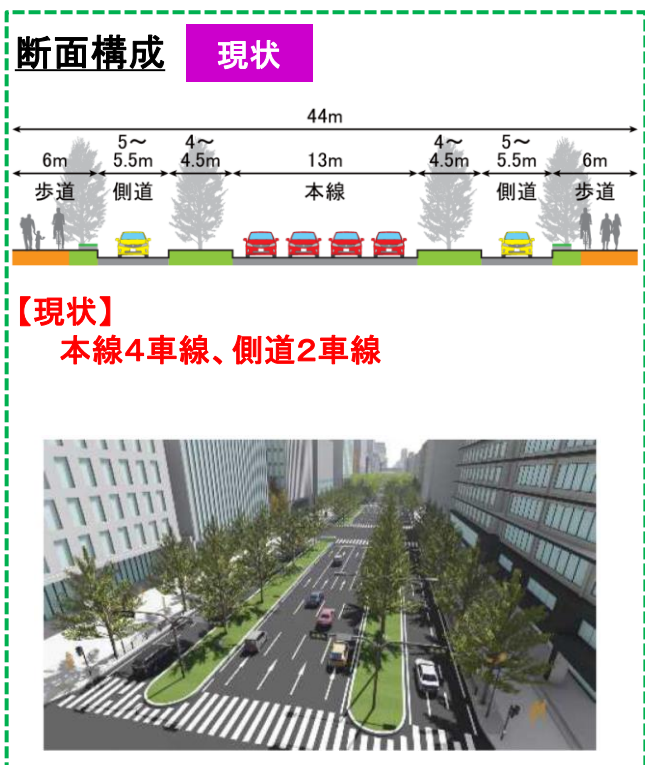 断面構成
現状
44m
6m
5～
5.5m
4～
4.5m
13m
4～
4.5m
5～
5.5m
6m
歩道
側道
本線
側道
歩道
【現状】
本線4車線、側道2車線